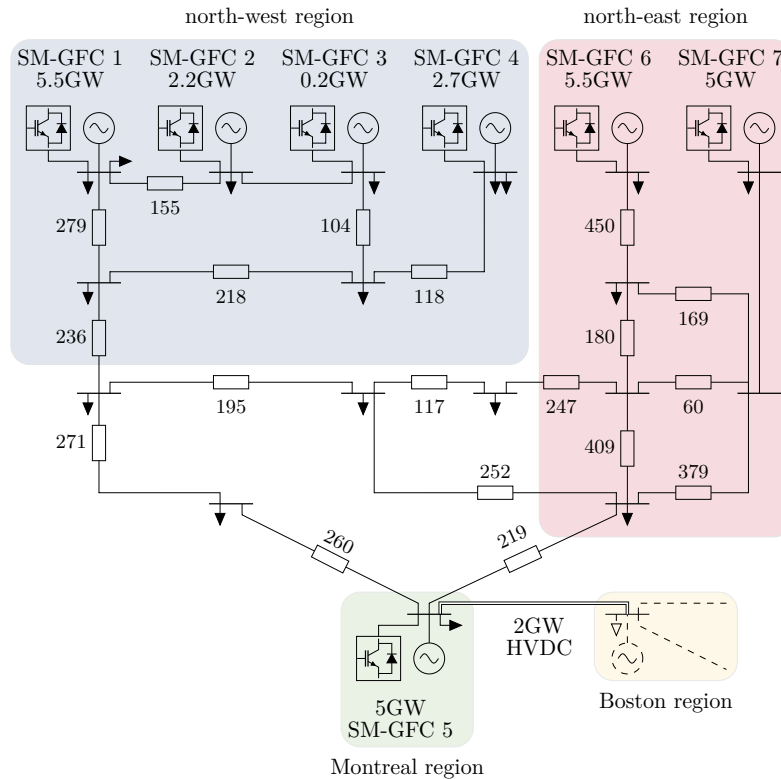 north-west region
north-east region
SM-GFC 1
5.5GW
SM-GFC 2
2.2GW
SM-GFC 3
0.2GW
SM-GFC 4
2.7GW
SM-GFC 6
5.5GW
SM-GFC 7
5GW
155
279
104
450
218
118
169
236
180
195
117
247
60
271
409
252
379
260
219
2GW
HVDC
5GW
SM-GFC 5
Boston region
Montreal region